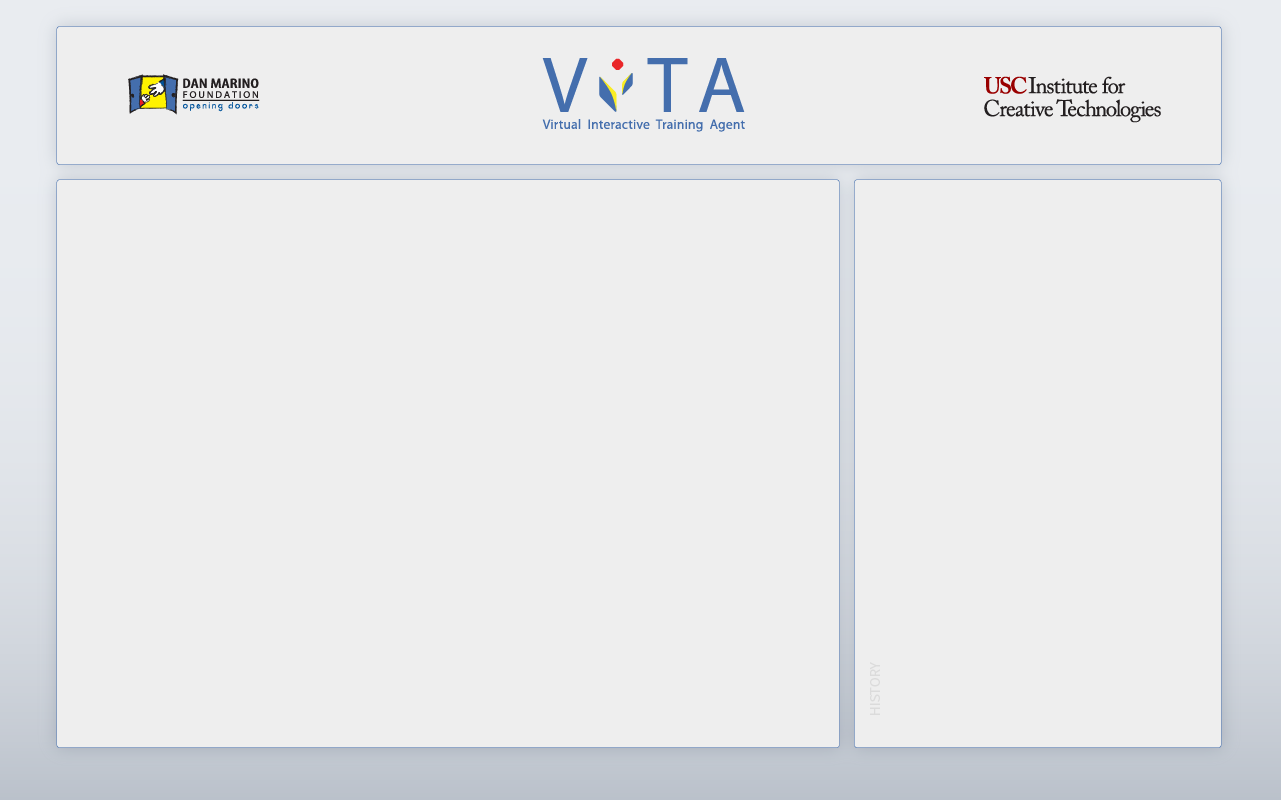 DAN MARINO
FOUNDATION
opening doors
VITA
Virtual Interactive Training Agent
USC Institute for
Creative Technologies
HISTORY